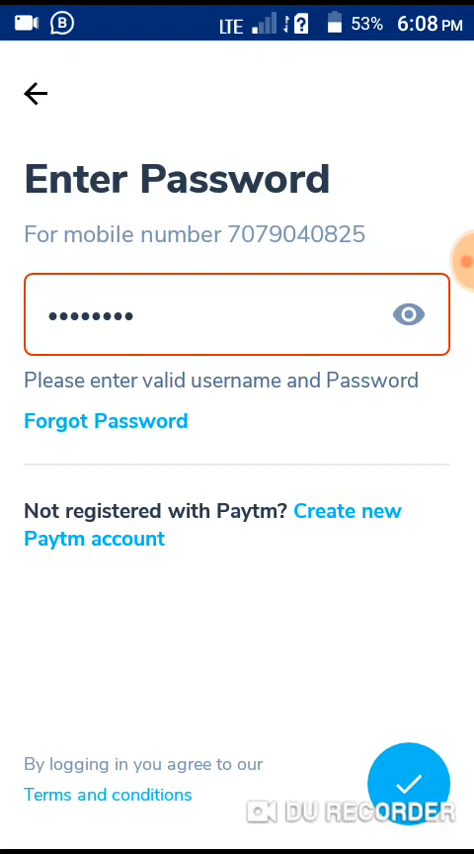 B LTE ? 53% 6:08 PM
Enter Password
For mobile number 7079040825
••••••••
Please enter valid username and Password
Forgot Password
Not registered with Paytm? Create new
Paytm account
By logging in you agree to our
Terms and conditions
DU RECORDER